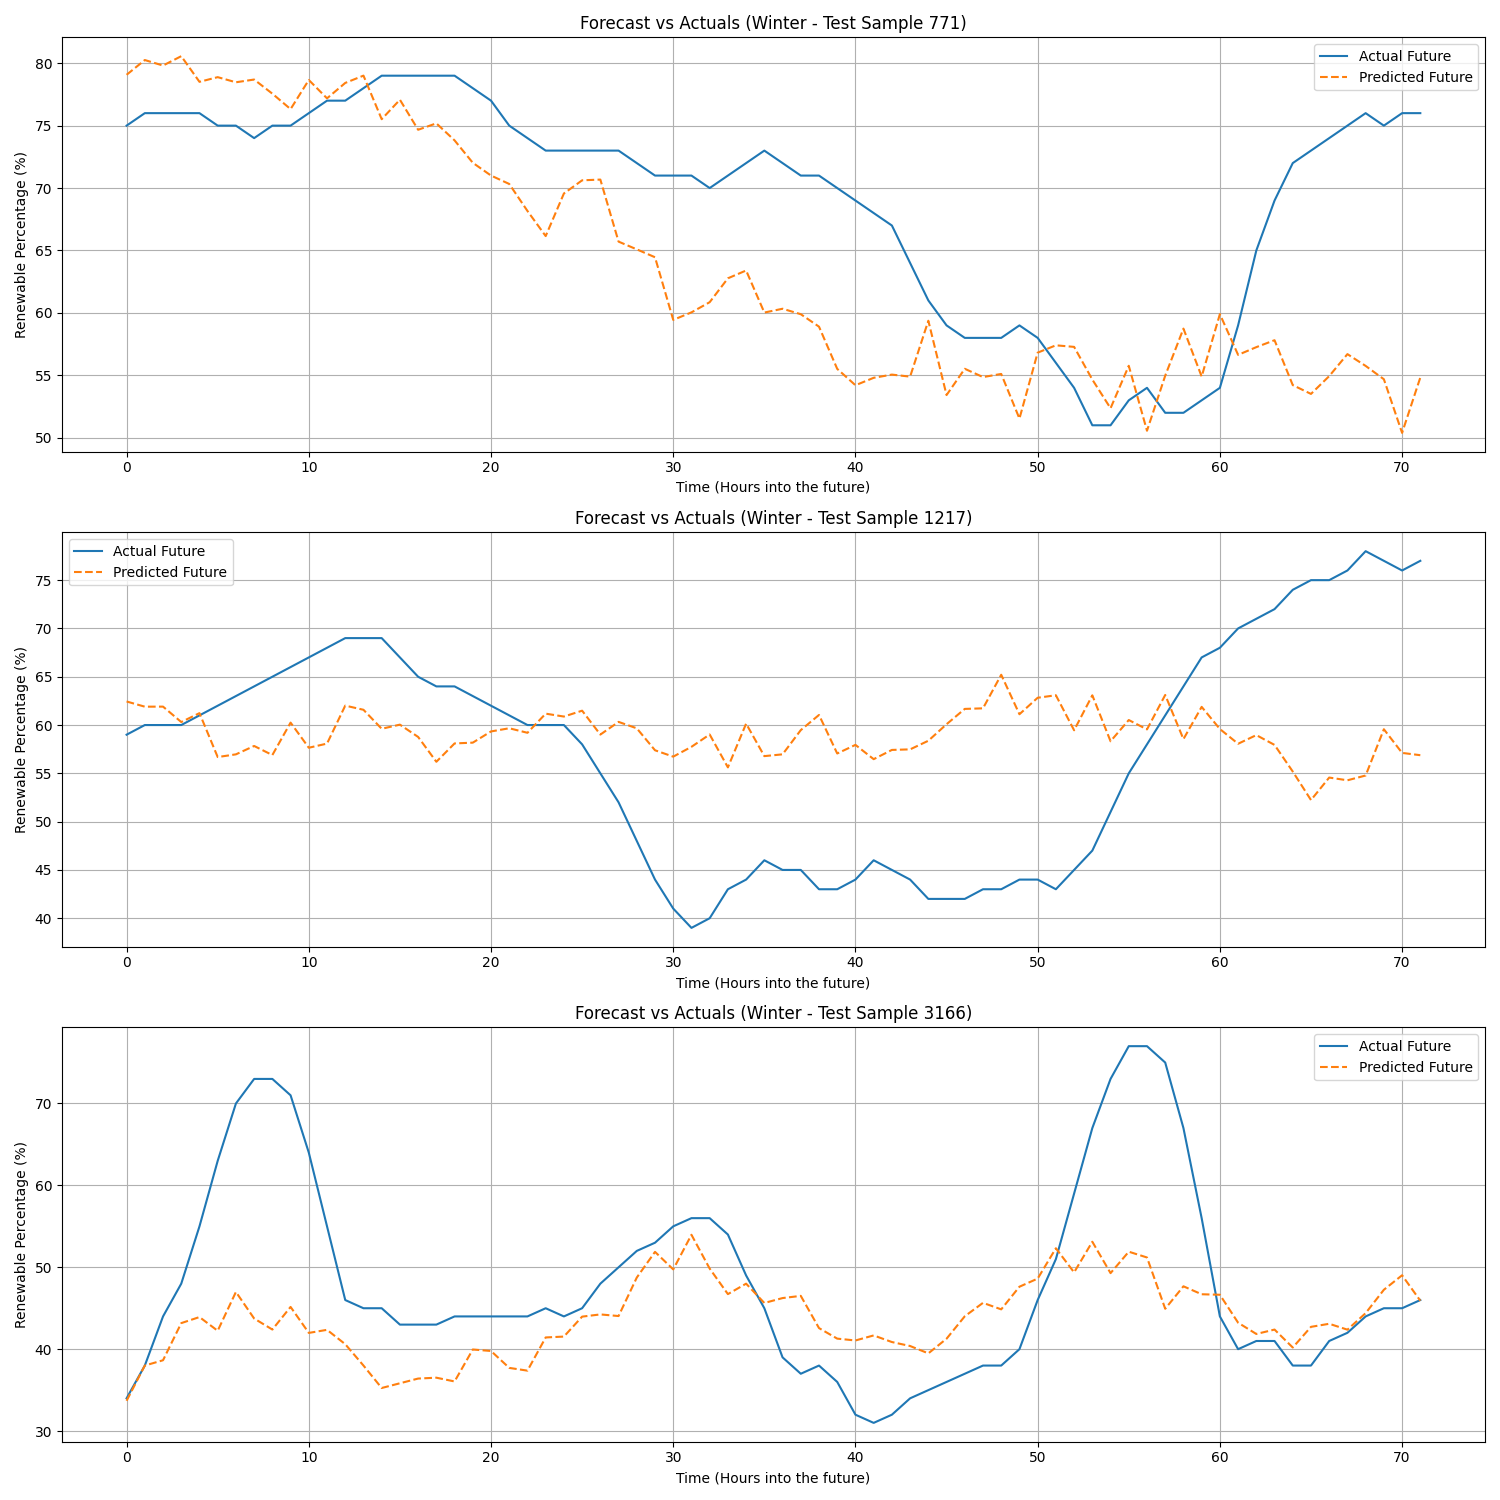 Forecast vs Actuals (Winter - Test Sample 771)
Actual Future
Predicted Future
Renewable Percentage (%)
80
75
70
65
60
55
50
0 10 20 30 40 50 60 70
Time (Hours into the future)
Forecast vs Actuals (Winter - Test Sample 1217)
Actual Future
Predicted Future
Renewable Percentage (%)
75
70
65
60
55
50
45
40
0 10 20 30 40 50 60 70
Time (Hours into the future)
Forecast vs Actuals (Winter - Test Sample 3166)
Actual Future
Predicted Future
Renewable Percentage (%)
70
60
50
40
30
0 10 20 30 40 50 60 70
Time (Hours into the future)